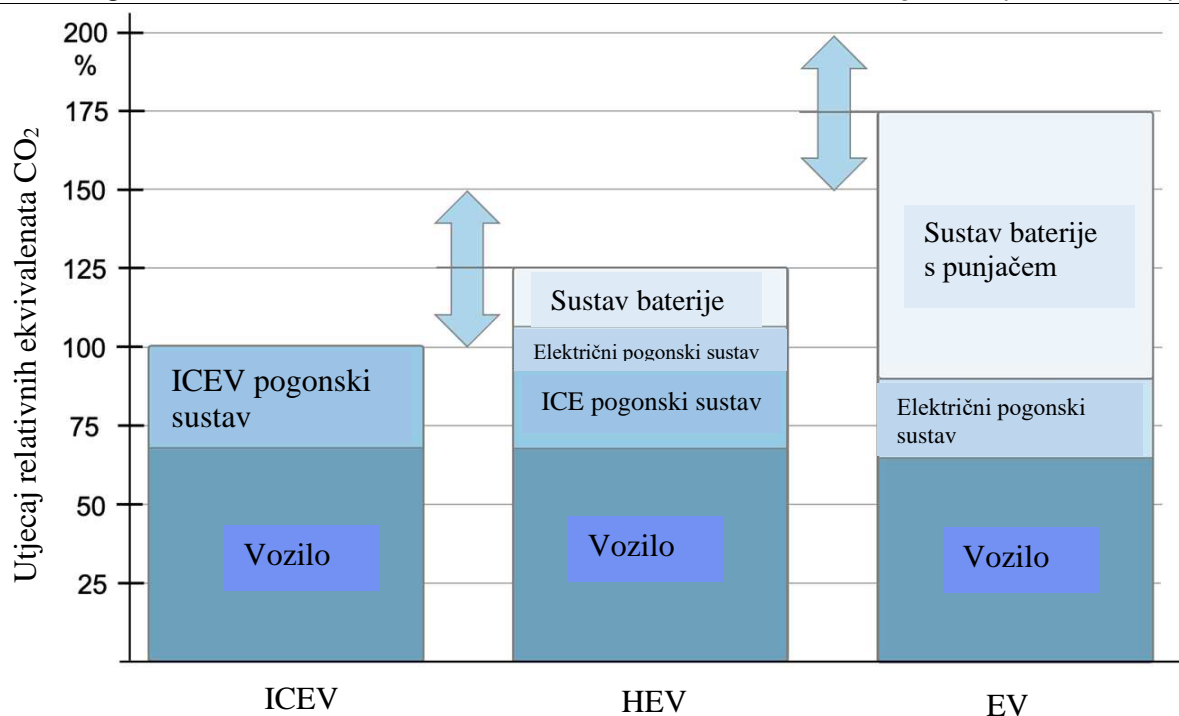 Utjecaj relativnih ekvivalenata CO2
200
%
175
150
125
100
75
50
25
ICEV pogonski
sustav
Vozilo
Sustav baterije
Električni pogonski sustav
ICE pogonski sustav
Vozilo
Sustav baterije
s punjačem
Električni pogonski
sustav
Vozilo
ICEV
HEV
EV